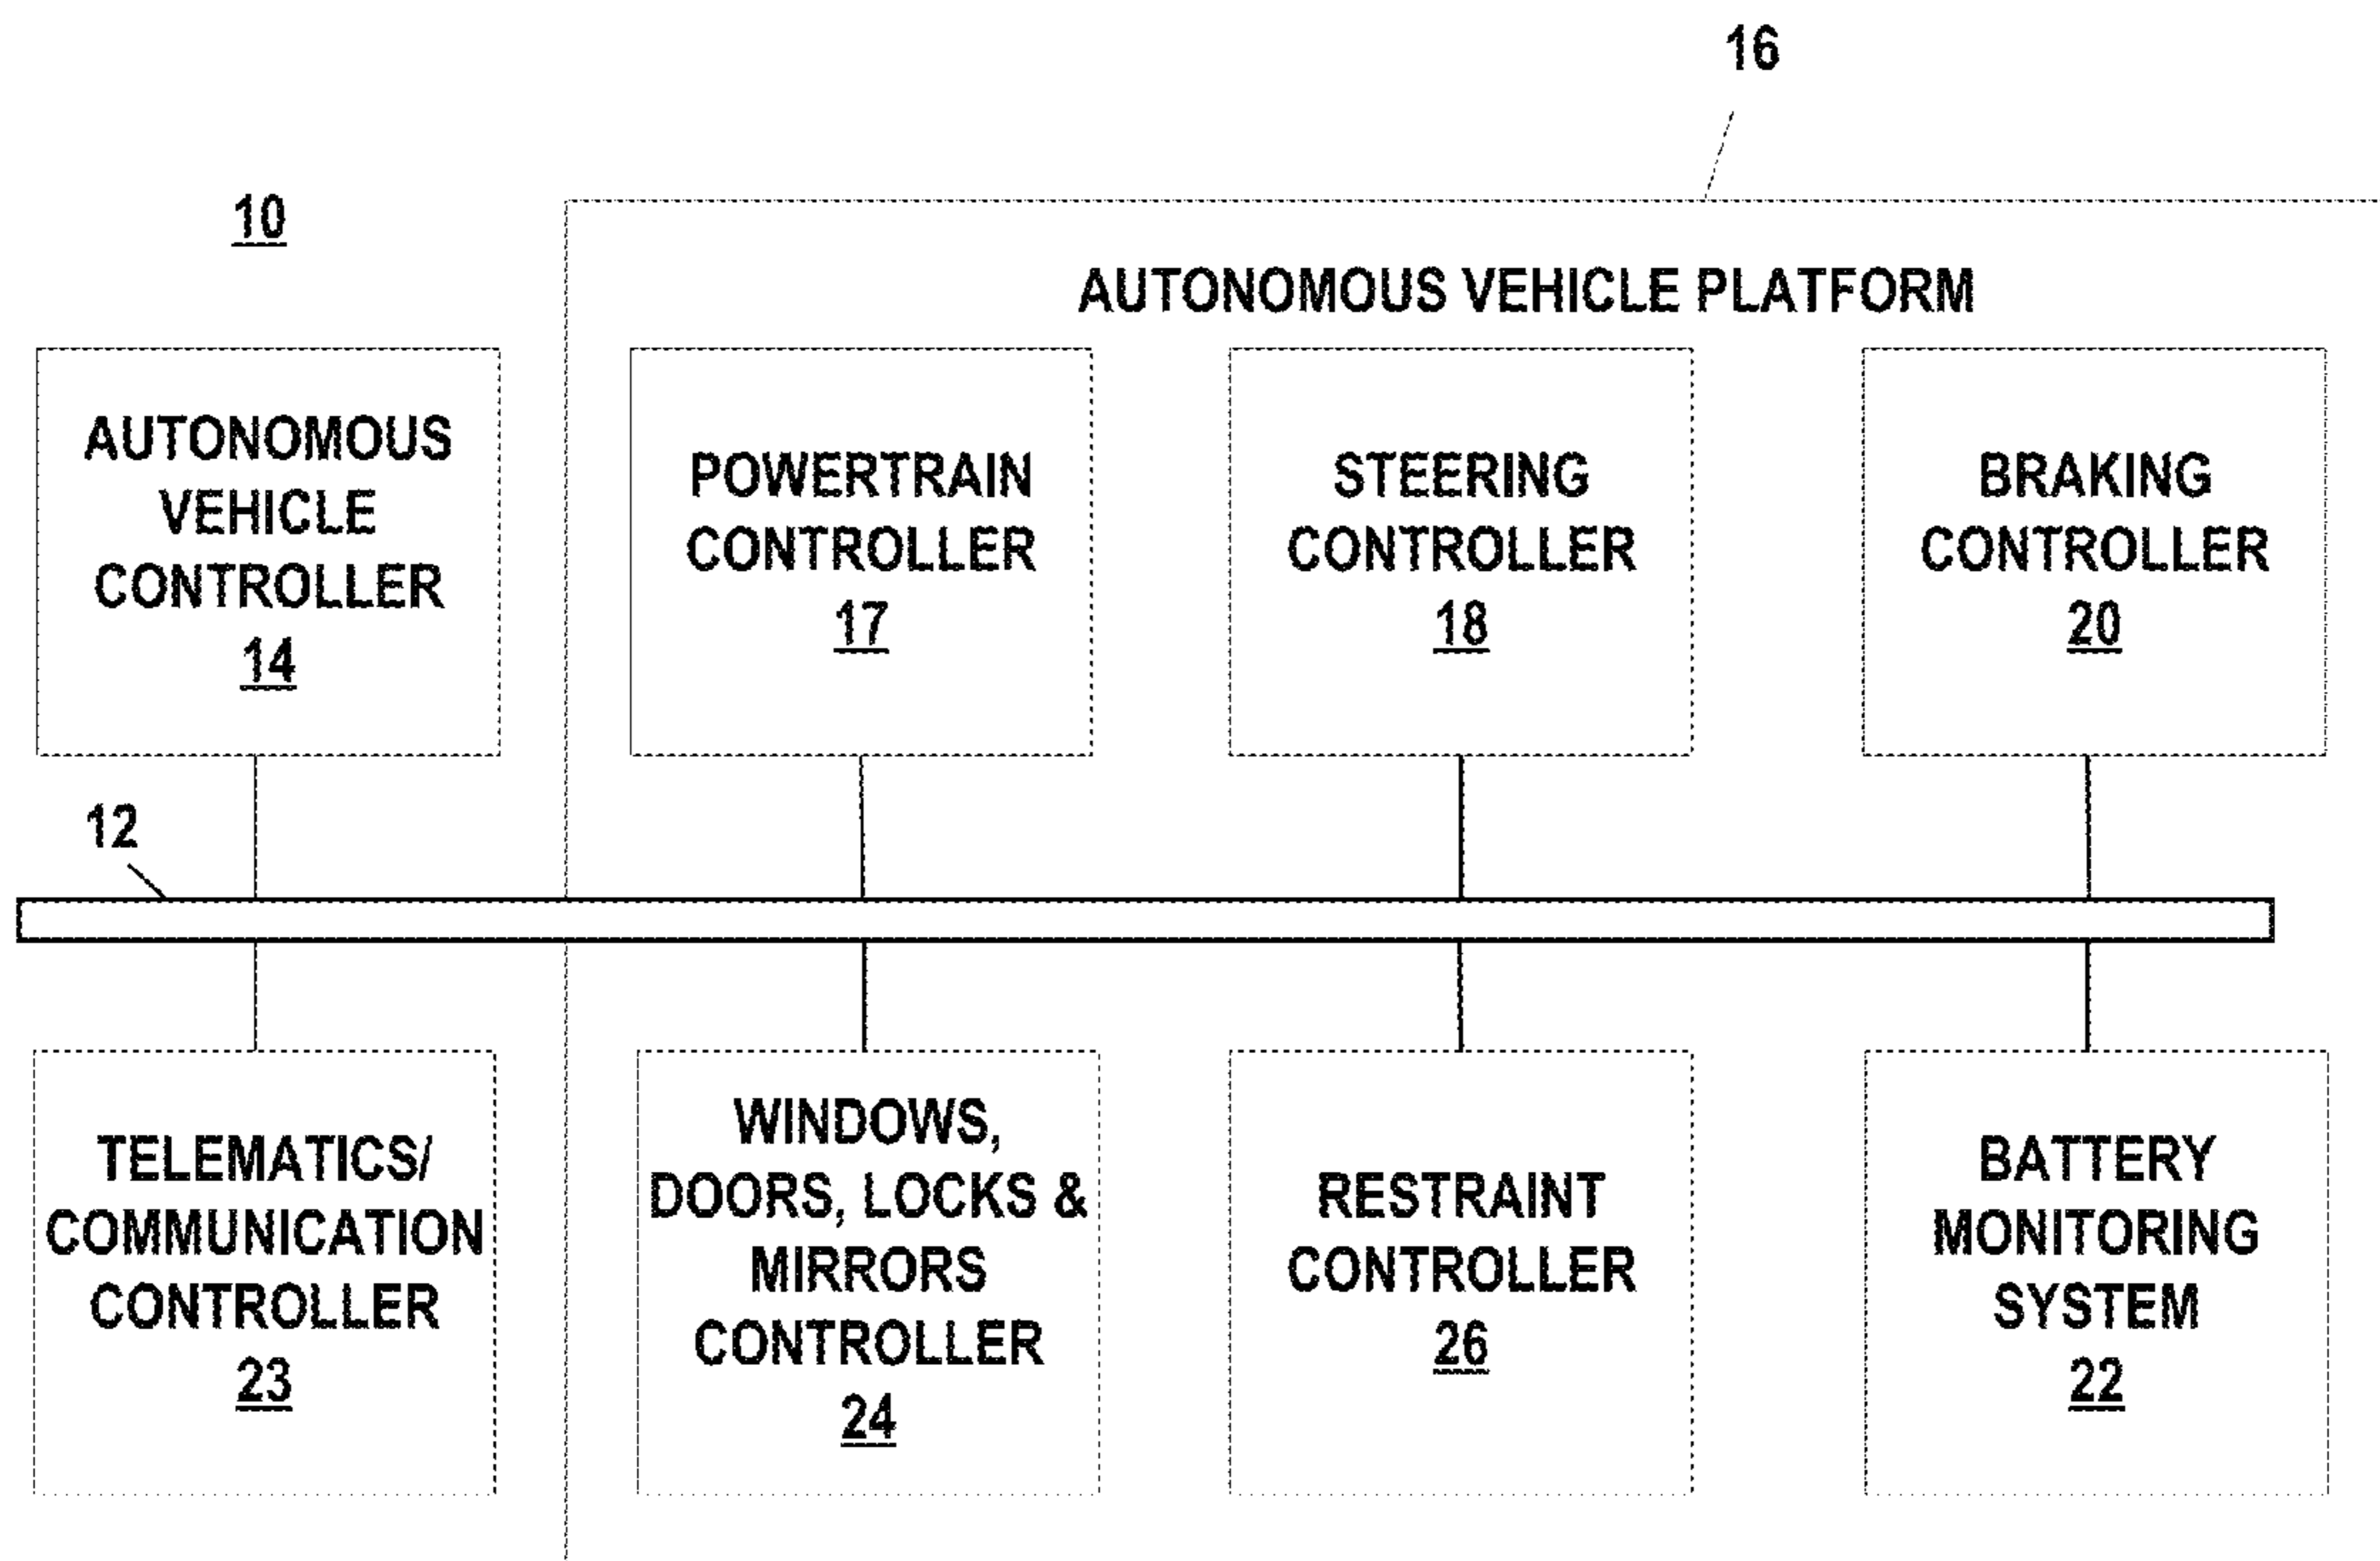 16
10
AUTONOMOUS VEHICLE PLATFORM
AUTONOMOUS
VEHICLE
CONTROLLER
14
POWERTRAIN
CONTROLLER
17
STEERING
CONTROLLER
18
BRAKING
CONTROLLER
20
12
TELEMATICS/
COMMUNICATION
CONTROLLER
23
WINDOWS,
DOORS, LOCKS &
MIRRORS
CONTROLLER
24
RESTRAINT
CONTROLLER
26
BATTERY
MONITORING
SYSTEM
22